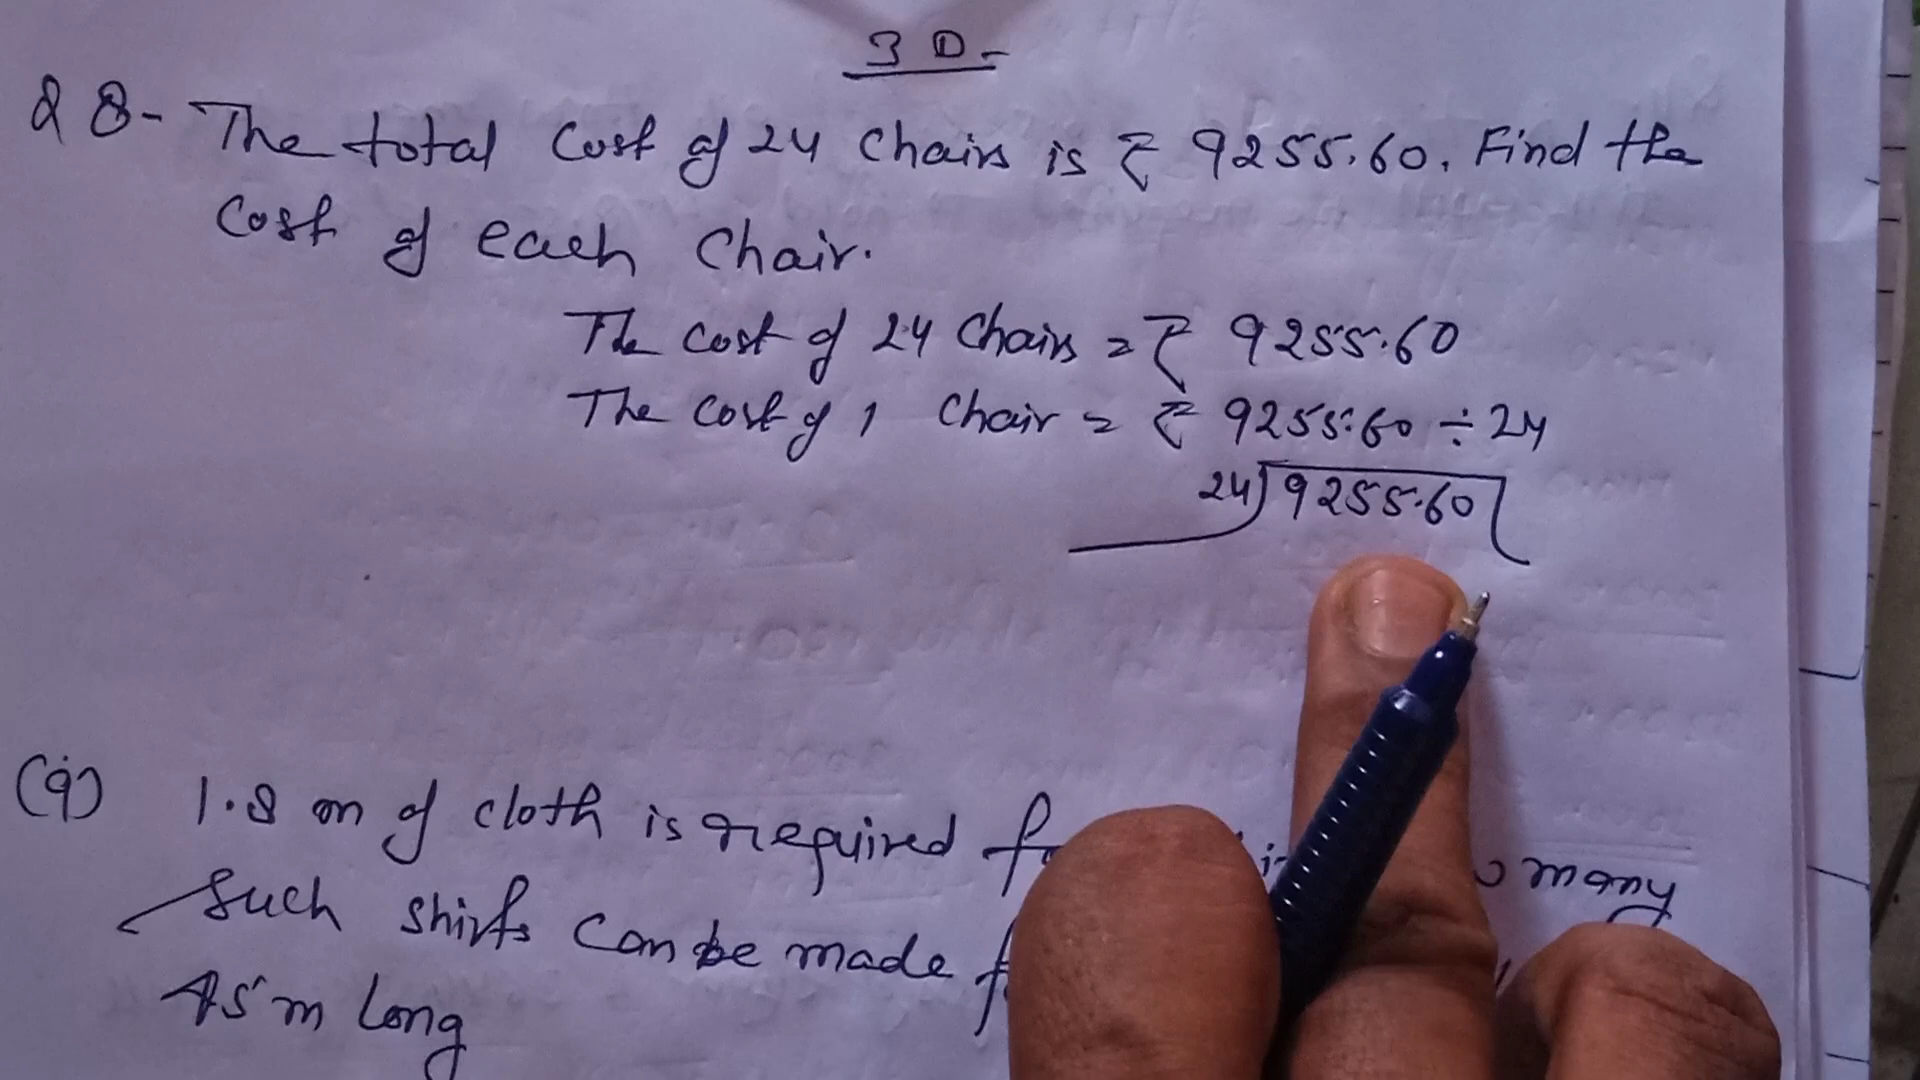 3D-
Q8- The total cost of 24 chairs is ₹ 9255.60. Find the
cost of each chair.
The cost of 24 chairs = ₹ 9255.60
The cost of 1 chair = ₹ 9255.60 ÷ 24
24) 9255.60
(9) 1.8 m of cloth is required many
such shirts can be made
45 m long